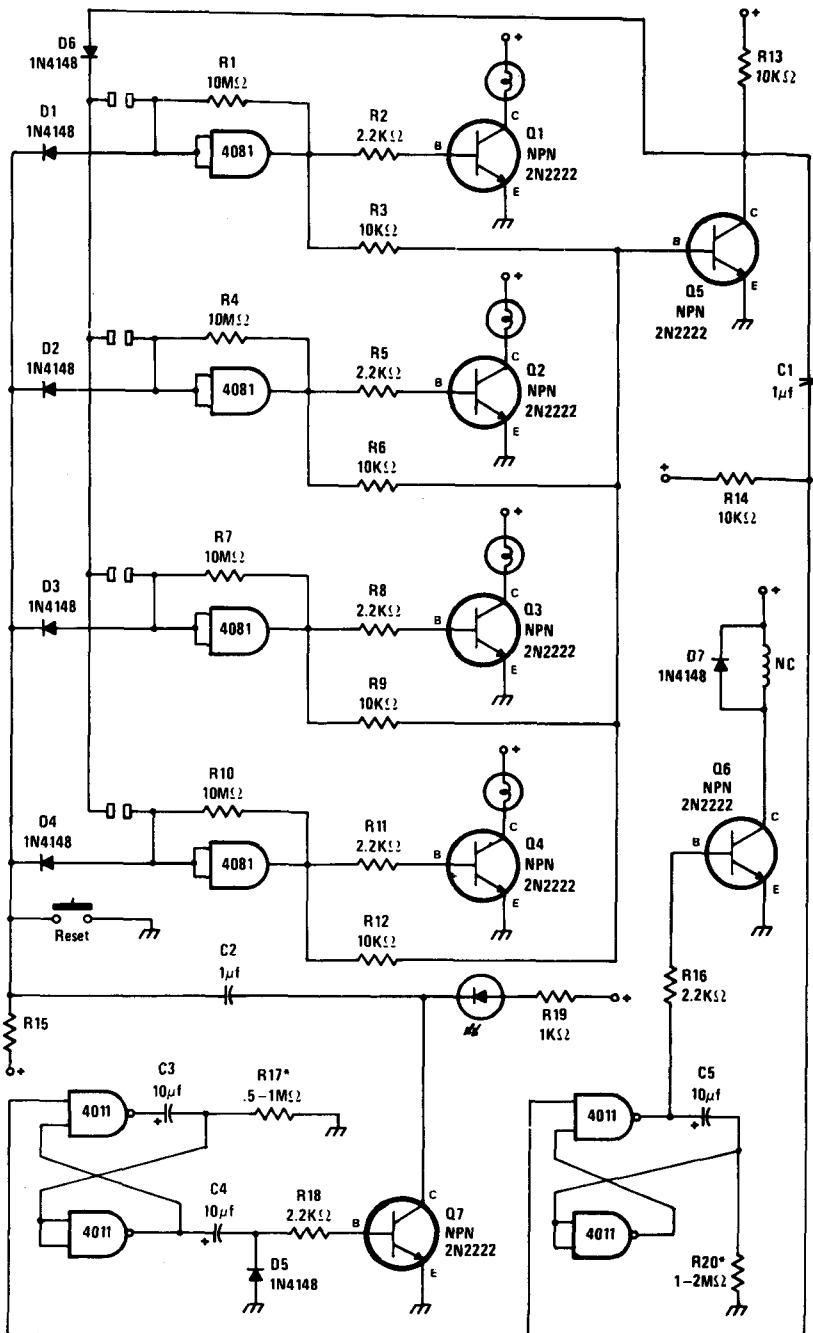 +
D6
1N4148
R1
10MΩ
R13
10KΩ
+
D1
1N4148
4081
R2
2.2KΩ
B
C
E
Q1
NPN
2N2222
R3
10KΩ
B
C
E
Q5
NPN
2N2222
+
R4
10MΩ
D2
1N4148
4081
R5
2.2KΩ
B
C
E
Q2
NPN
2N2222
C1
1μf
R6
10KΩ
+
R14
10KΩ
+
R7
10MΩ
D3
1N4148
4081
R8
2.2KΩ
B
C
E
Q3
NPN
2N2222
+
D7
1N4148
NC
R9
10KΩ
+
R10
10MΩ
D4
1N4148
4081
R11
2.2KΩ
B
C
E
Q4
NPN
2N2222
Q6
NPN
2N2222
B
C
E
Reset
R12
10KΩ
C2
1μf
R19
1KΩ
+
R16
2.2KΩ
R15
+
C3
10μf
+
R17*
.5-1MΩ
4011
C5
10μf
+
4011
4011
C4
10μf
+
R18
2.2KΩ
B
C
E
Q7
NPN
2N2222
D5
1N4148
4011
R20*
1-2MΩ